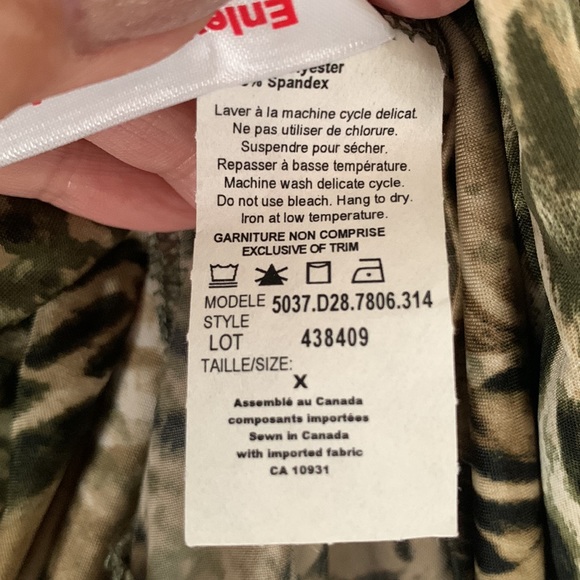 Spandex
Laver à la machine cycle delicat.
Ne pas utiliser de chlorure.
Suspendre pour sécher.
Repasser à basse température.
Machine wash delicate cycle.
Do not use bleach. Hang to dry.
Iron at low temperature.
GARNITURE NON COMPRISE
EXCLUSIVE OF TRIM
MODELE 5037.D28.7806.314
STYLE
LOT 438409
TAILLE/SIZE:
X
Assemblé au Canada
composants importées
Sewn in Canada
with imported fabric
CA 10931